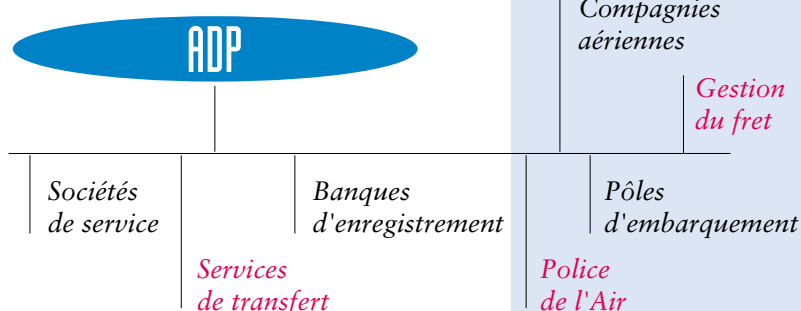 Compagnies
aériennes
ADP
Gestion
du fret
Sociétés
de service
Banques
d'enregistrement
Pôles
d'embarquement
Services
de transfert
Police
de l'Air